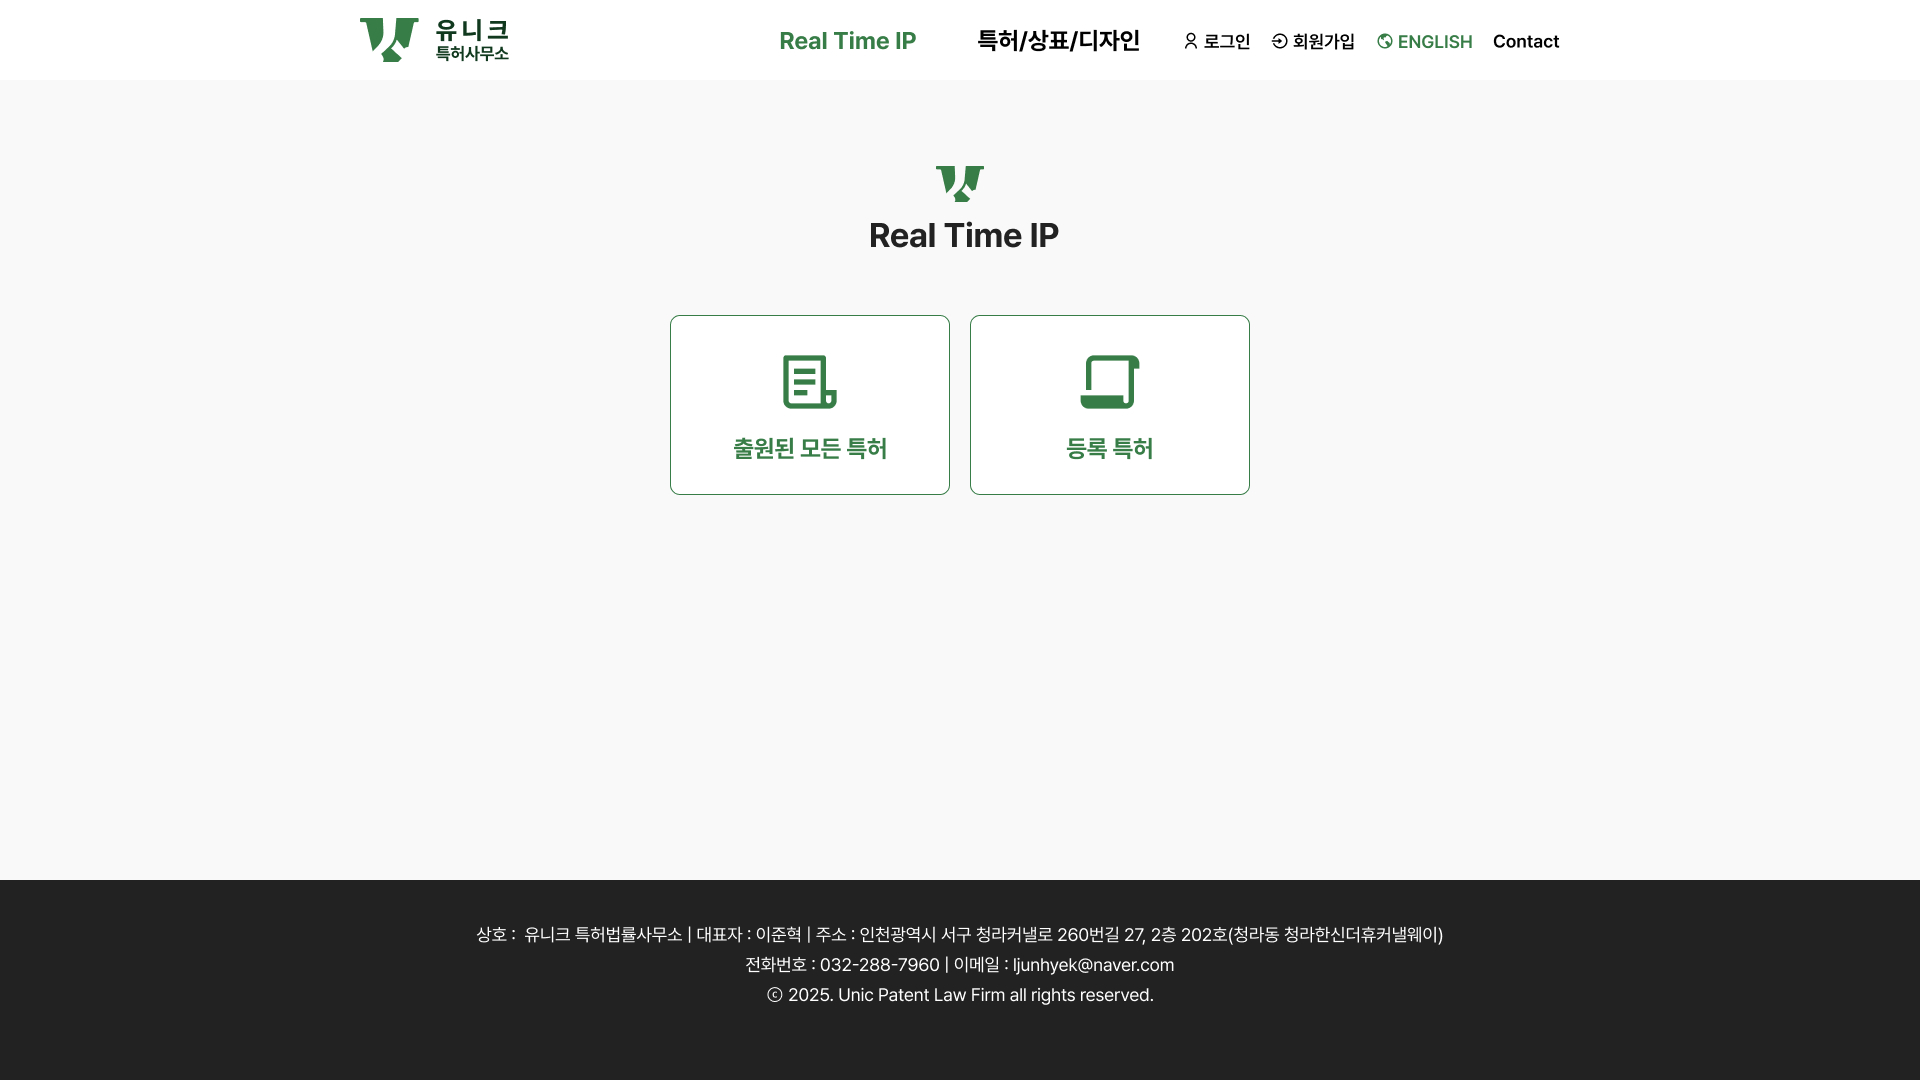 유니크
특허사무소
Real Time IP
특허/상표/디자인
로그인
회원가입
ENGLISH
Contact
Real Time IP
출원된 모든 특허
등록 특허
상호 :  유니크 특허법률사무소 | 대표자 : 이준혁 | 주소 : 인천광역시 서구 청라커낼로 260번길 27, 2층 202호(청라동 청라한신더휴커낼웨이)
전화번호 : 032-288-7960 | 이메일 : ljunhyek@naver.com
ⓒ 2025. Unic Patent Law Firm all rights reserved.